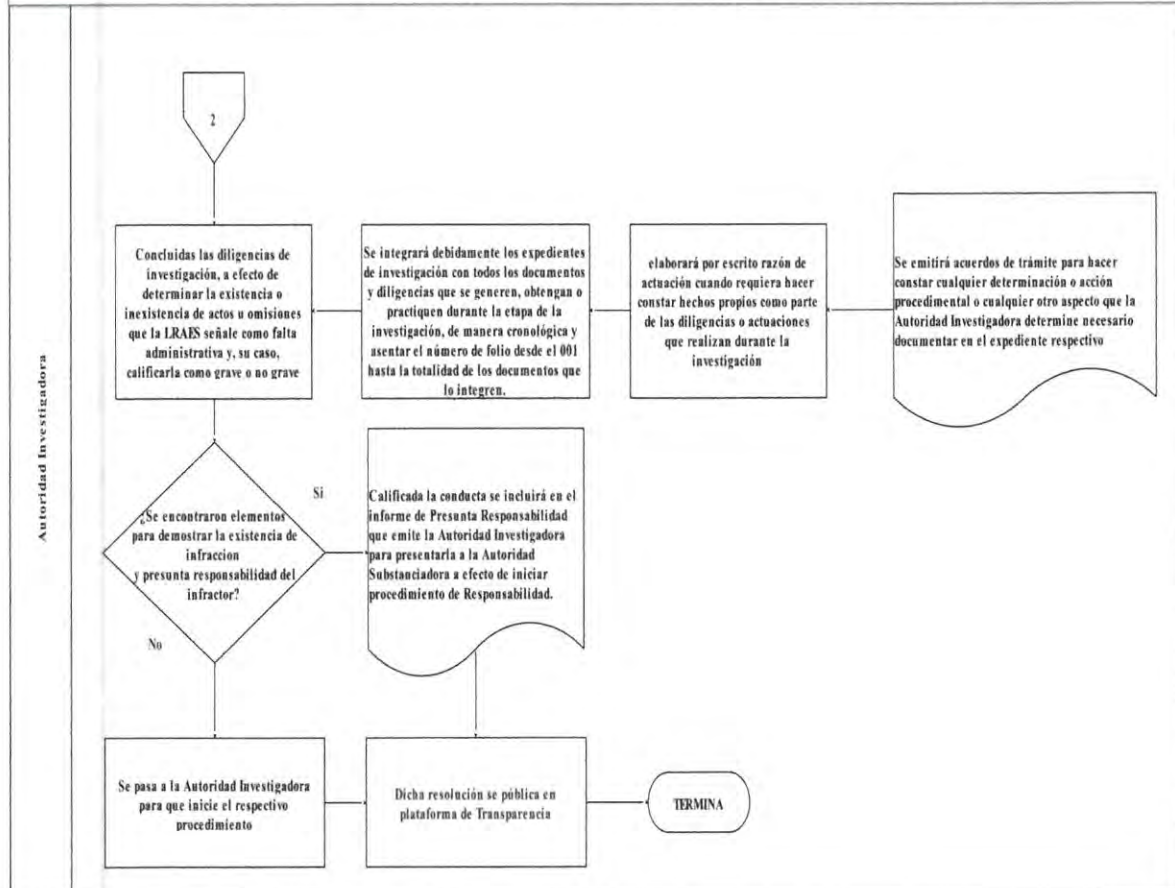 Autoridad Investigadora
2
Concluidas las diligencias de
investigación, a efecto de
determinar la existencia o
inexistencia de actos u omisiones
que la LRAES señale como falta
administrativa y, su caso,
calificarla como grave o no grave
Se integrará debidamente los expedientes
de investigación con todos los documentos
y diligencias que se generen, obtengan o
practiquen durante la etapa de la
investigación, de manera cronológica y
asentar el número de folio desde el 001
hasta la totalidad de los documentos que
lo integren.
elaborará por escrito razón de
actuación cuando requiera hacer
constar hechos propios como parte
de las diligencias o actuaciones
que realizan durante la
investigación
Se emitirá acuerdos de trámite para hacer
constar cualquier determinación o acción
procedimental o cualquier otro aspecto que la
Autoridad Investigadora determine necesario
documentar en el expediente respectivo
¿Se encontraron elementos
para demostrar la existencia de
infraccion
y presunta responsabilidad del
infractor?
Si
Calificada la conducta se incluirá en el
informe de Presunta Responsabilidad
que emite la Autoridad Investigadora
para presentarla a la Autoridad
Substanciadora a efecto de iniciar
procedimiento de Responsabilidad.
No
Se pasa a la Autoridad Investigadora
para que inicie el respectivo
procedimiento
Dicha resolución se pública en
plataforma de Transparencia
TERMINA